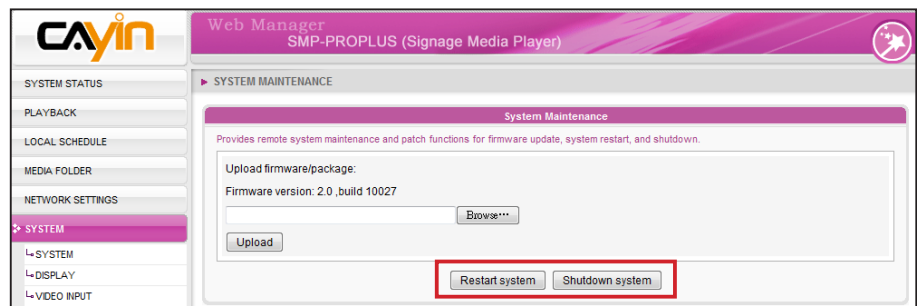 CAYIN
Web Manager
SMP-PROPLUS (Signage Media Player)
SYSTEM STATUS
PLAYBACK
LOCAL SCHEDULE
MEDIA FOLDER
NETWORK SETTINGS
SYSTEM
SYSTEM
DISPLAY
VIDEO INPUT
SYSTEM MAINTENANCE
System Maintenance
Provides remote system maintenance and patch functions for firmware update, system restart, and shutdown.
Upload firmware/package:
Firmware version: 2.0 ,build 10027
Browse···
Upload
Restart system Shutdown system